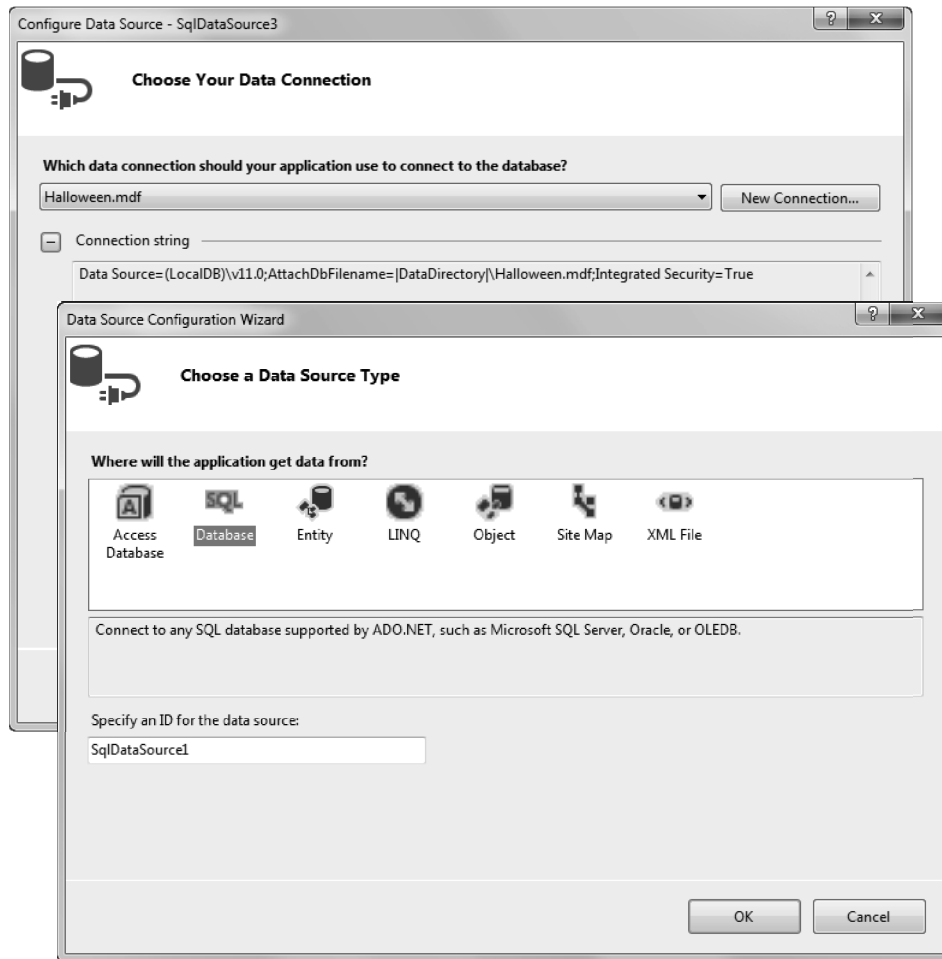 Configure Data Source - SqlDataSource3
Choose Your Data Connection
Which data connection should your application use to connect to the database?
Halloween.mdf
New Connection...
Connection string
Data Source=(LocalDB)\v11.0;AttachDbFilename=|DataDirectory|\Halloween.mdf;Integrated Security=True
Data Source Configuration Wizard
Choose a Data Source Type
Where will the application get data from?
SQL
Access Database
Database
Entity
LINQ
Object
Site Map
XML File
Connect to any SQL database supported by ADO.NET, such as Microsoft SQL Server, Oracle, or OLEDB.
Specify an ID for the data source:
SqlDataSource1
OK
Cancel